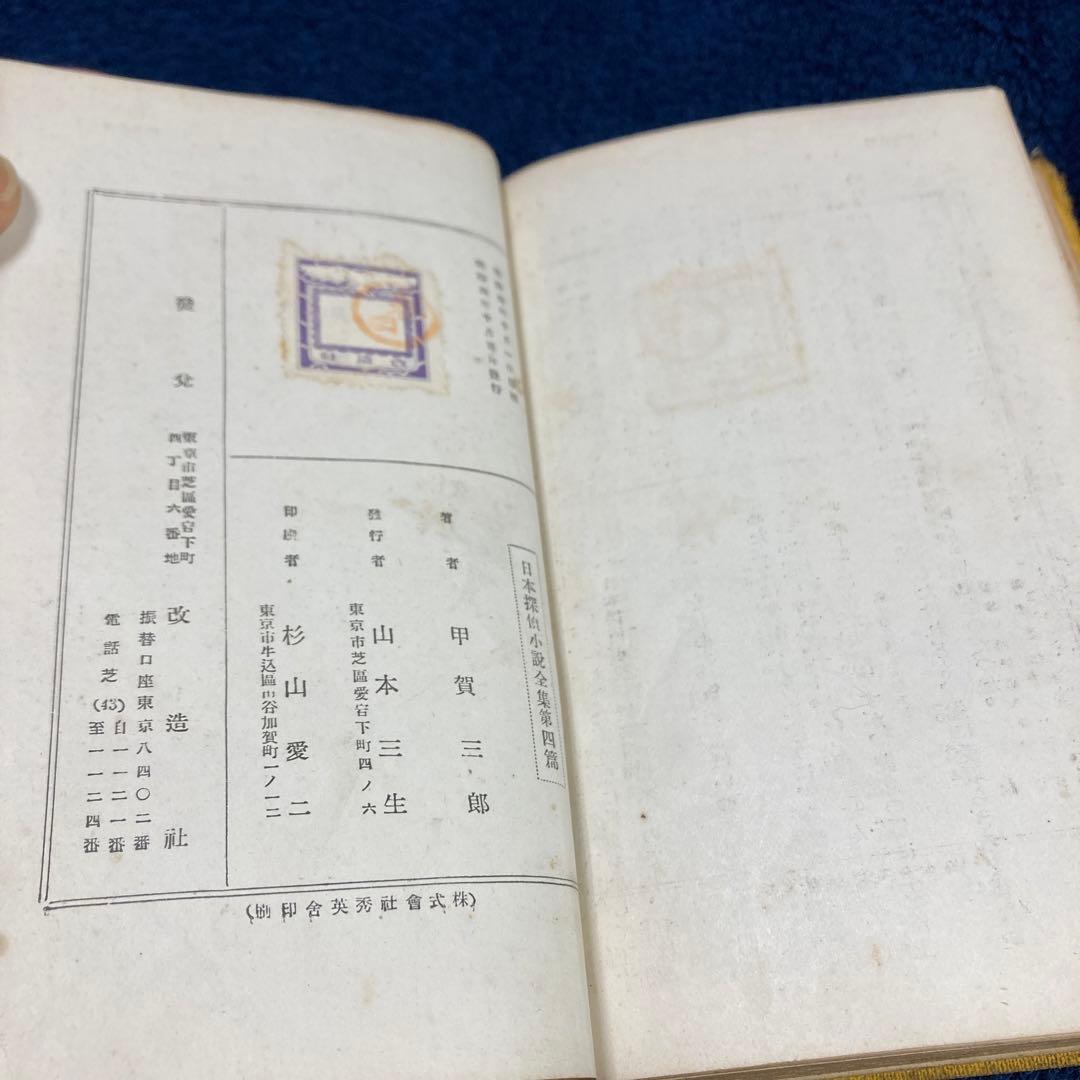 日本探偵小説全集第四篇
著者 甲賀三郎
發行者 山本三生
東京市芝區愛宕下町四ノ六
印刷者 杉山愛二
東京市牛込區市谷加賀町一ノ一二
發兌
東京市芝區愛宕下町
四丁目六番地
改造社
振替口座東京八四〇二番
電話芝(43)自一一二一番
至一一二四番
(株式會社秀英舍印刷)